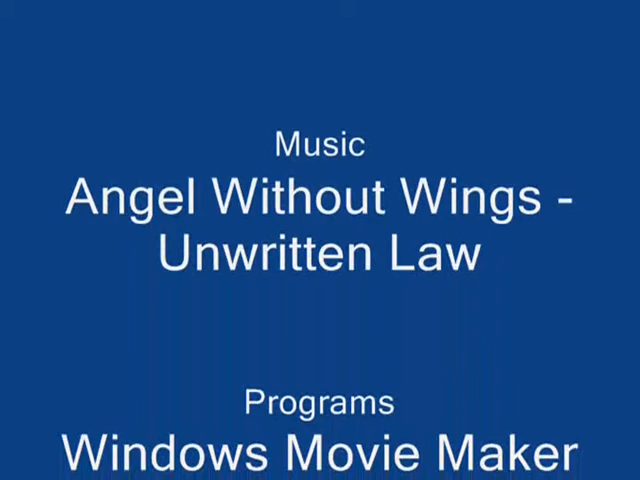 Music
Angel Without Wings -
Unwritten Law
Programs
Windows Movie Maker